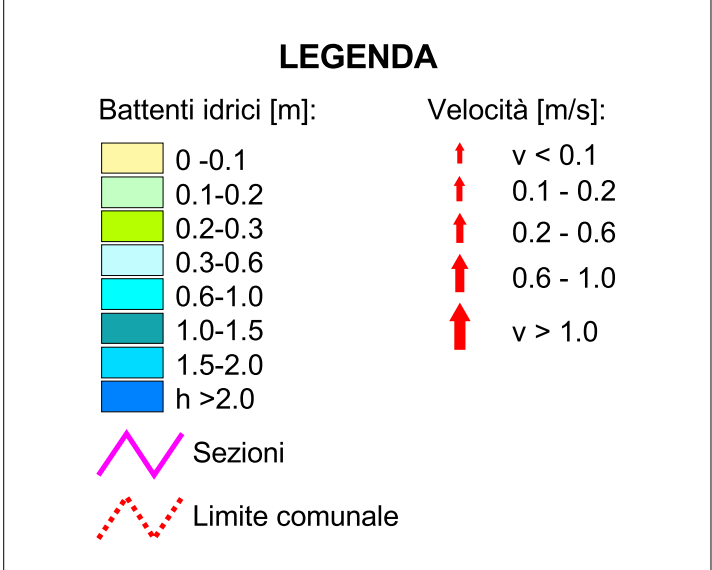 LEGENDA
Battenti idrici [m]:
0 -0.1
0.1-0.2
0.2-0.3
0.3-0.6
0.6-1.0
1.0-1.5
1.5-2.0
h >2.0
Sezioni
Limite comunale
Velocità [m/s]:
v < 0.1
0.1 - 0.2
0.2 - 0.6
0.6 - 1.0
v > 1.0